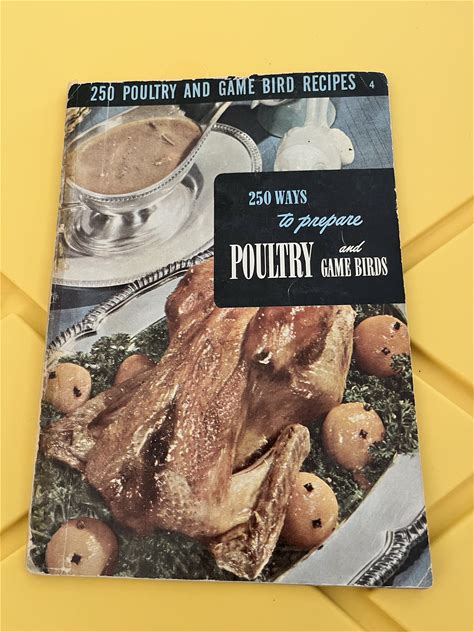 250 POULTRY AND GAME BIRD RECIPES 4
250 WAYS
to prepare
POULTRY and GAME BIRDS